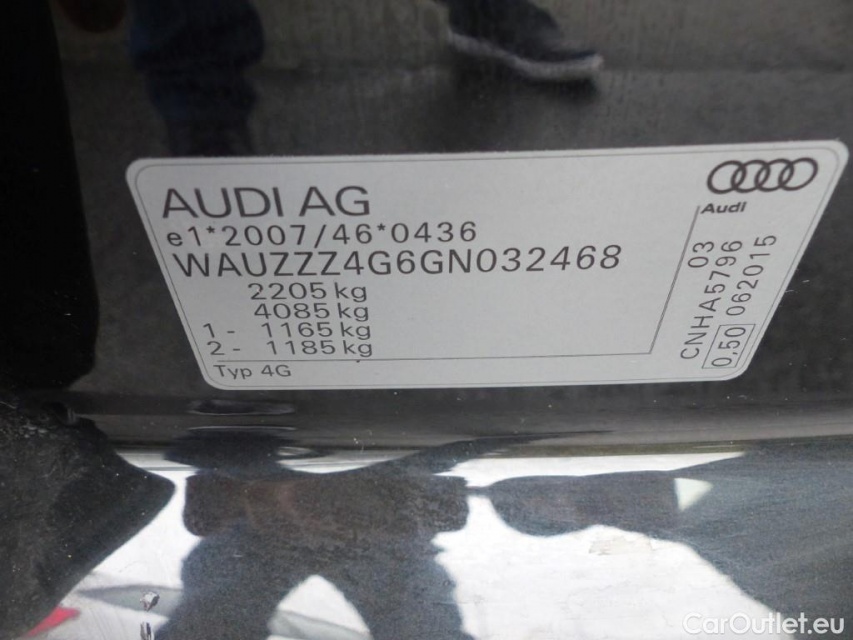 AUDI AG
e1*2007/46*0436
WAUZZZ4G6GN032468
2205 kg
4085 kg
1 - 1165 kg
2 - 1185 kg
Typ 4G
Audi
03
CNHA5796
0,50 062015
CarOutlet.eu